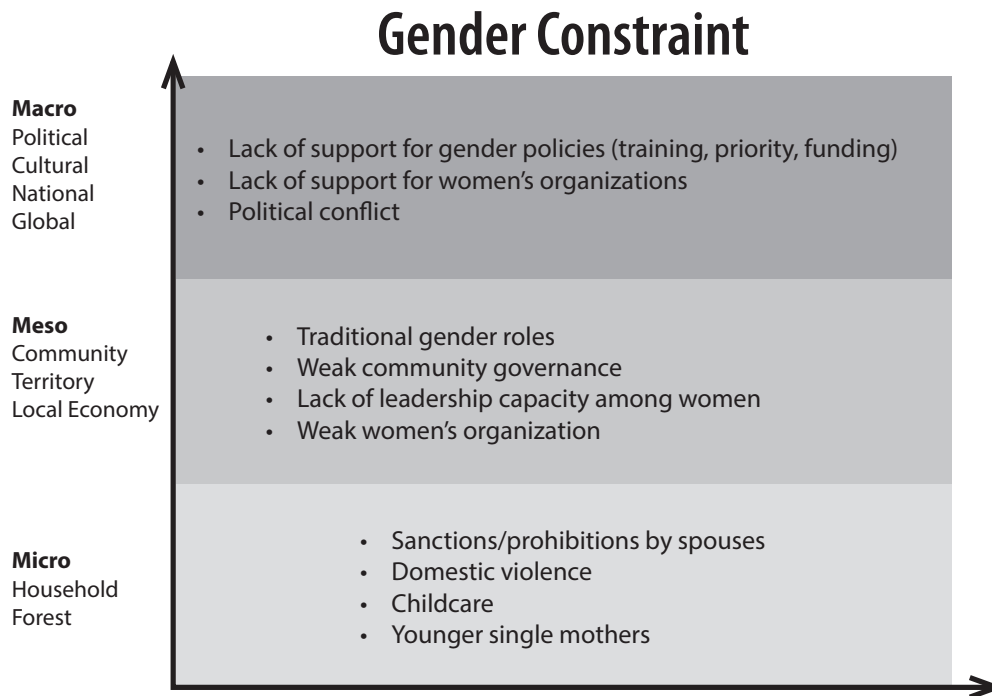 Gender Constraint
Macro
Political
Cultural
National
Global
• Lack of support for gender policies (training, priority, funding)
• Lack of support for women's organizations
• Political conflict
Meso
Community
Territory
Local Economy
• Traditional gender roles
• Weak community governance
• Lack of leadership capacity among women
• Weak women's organization
Micro
Household
Forest
• Sanctions/prohibitions by spouses
• Domestic violence
• Childcare
• Younger single mothers